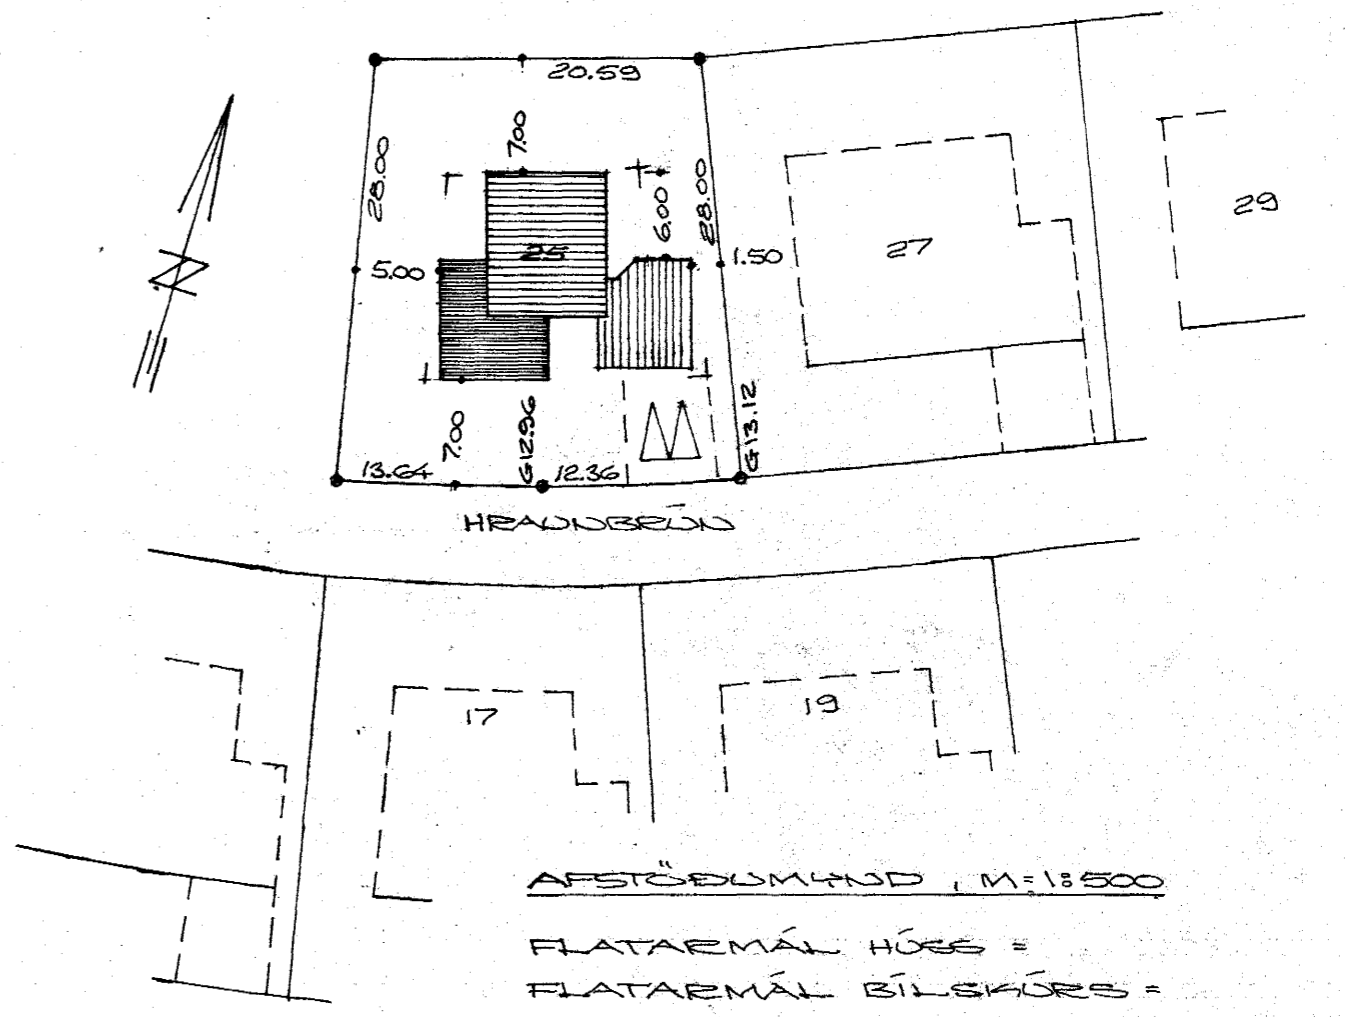 20.59
7.00
28.00
28.00
6.00
29
27
25
5.00
1.50
G13.12
7.00
G12.96
13.64
12.36
HRAUNBRÚN
N
17
19
AFSTÖÐUMYND , M=1:500
FLATARMÁL HÚSS =
FLATARMÁL BÍLSKÚRS =